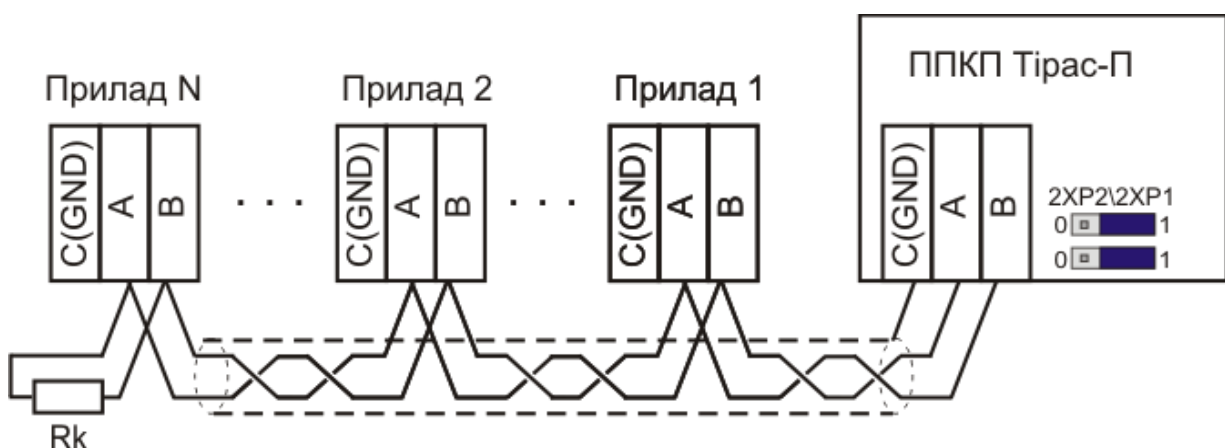 ППКП Тірас-П
Прилад N
Прилад 2
Прилад 1
C(GND)
A
B
. . .
C(GND)
A
B
. . .
C(GND)
A
B
C(GND)
A
B
2XP2\2XP1
0 1
0 1
Rk